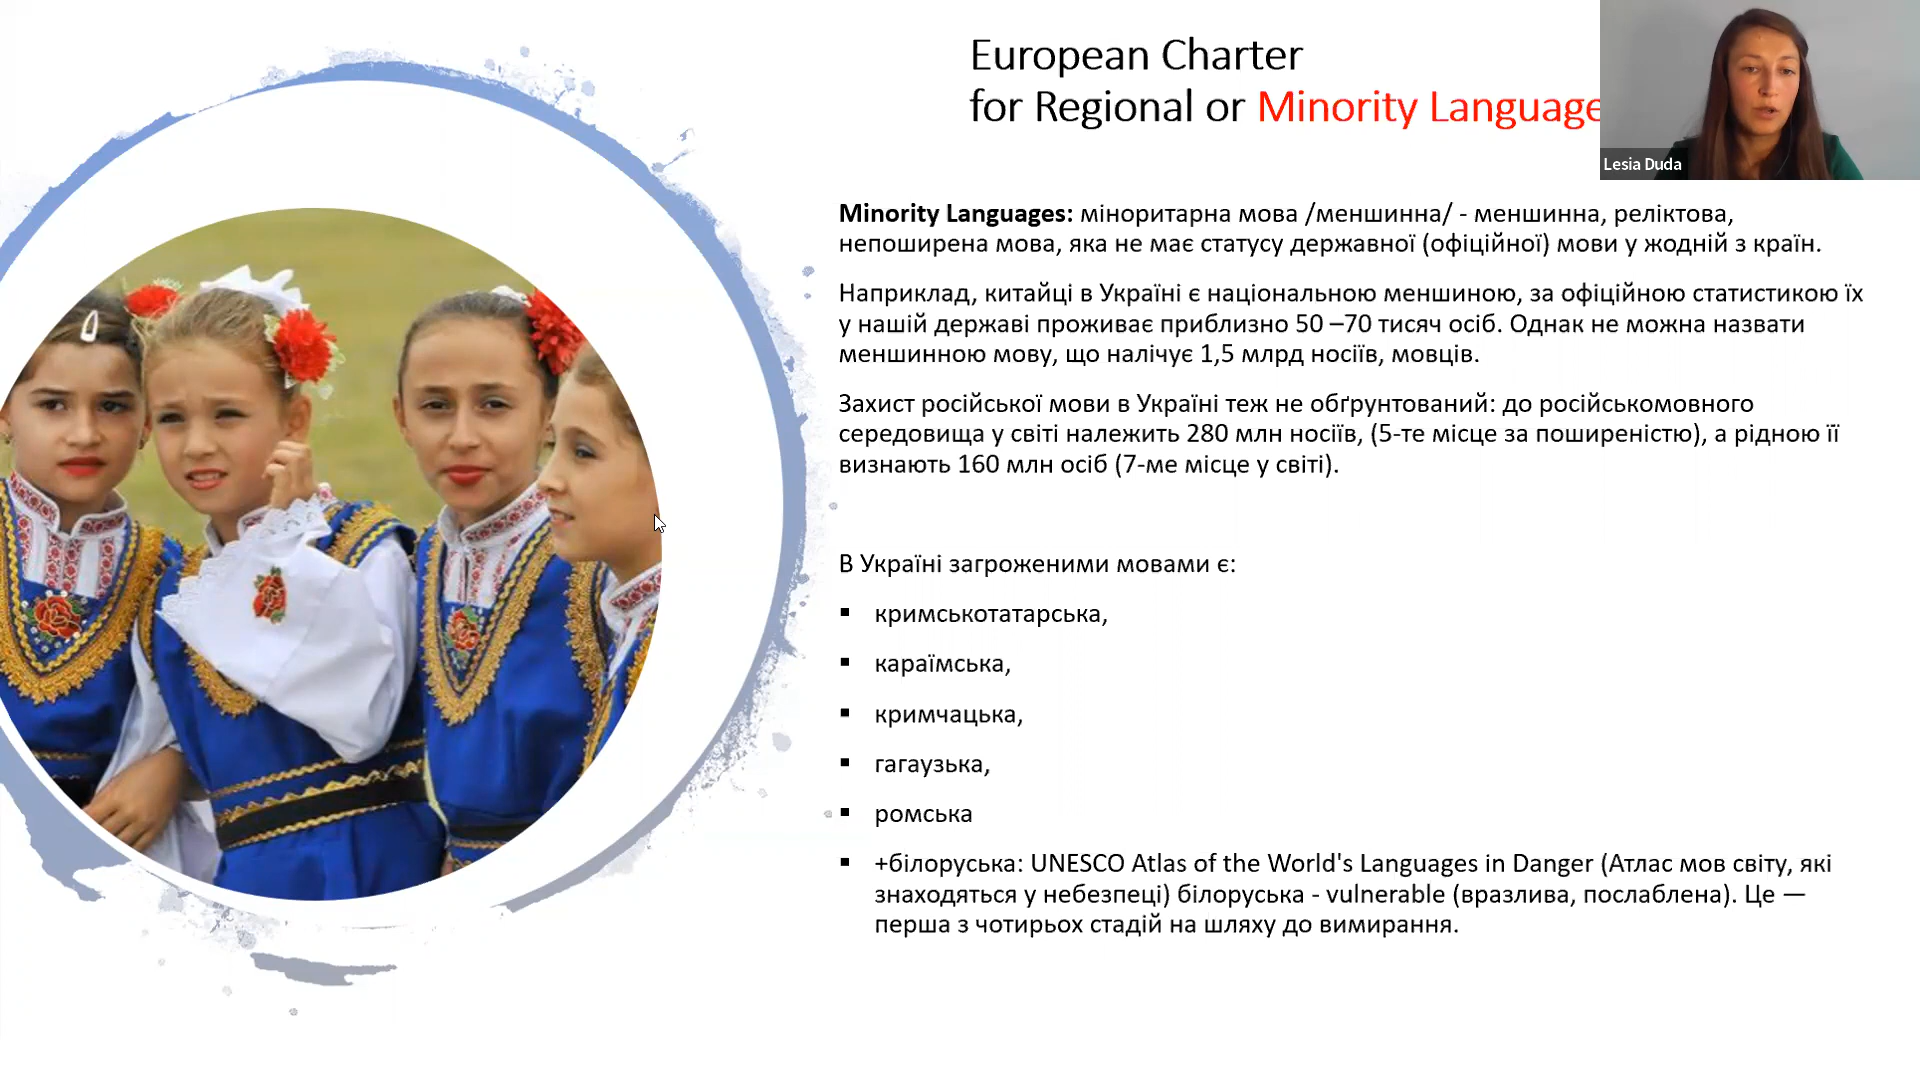 European Charter
for Regional or Minority Language
Lesia Duda
Minority Languages: міноритарна мова /меншинна/ - меншинна, реліктова,
непоширена мова, яка не має статусу державної (офіційної) мови у жодній з країн.
Наприклад, китайці в Україні є національною меншиною, за офіційною статистикою їх
у нашій державі проживає приблизно 50 –70 тисяч осіб. Однак не можна назвати
меншинною мову, що налічує 1,5 млрд носіїв, мовців.
Захист російської мови в Україні теж не обґрунтований: до російськомовного
середовища у світі належить 280 млн носіїв, (5-те місце за поширеністю), а рідною її
визнають 160 млн осіб (7-ме місце у світі).
В Україні загроженими мовами є:
▪ кримськотатарська,
▪ караїмська,
▪ кримчацька,
▪ гагаузька,
▪ ромська
▪ +білоруська: UNESCO Atlas of the World's Languages in Danger (Атлас мов світу, які
знаходяться у небезпеці) білоруська - vulnerable (вразлива, послаблена). Це —
перша з чотирьох стадій на шляху до вимирання.